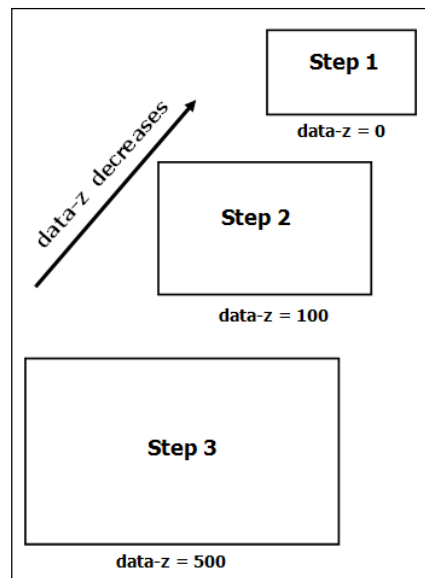 Step 1
data-z = 0
data-z decreases
Step 2
data-z = 100
Step 3
data-z = 500